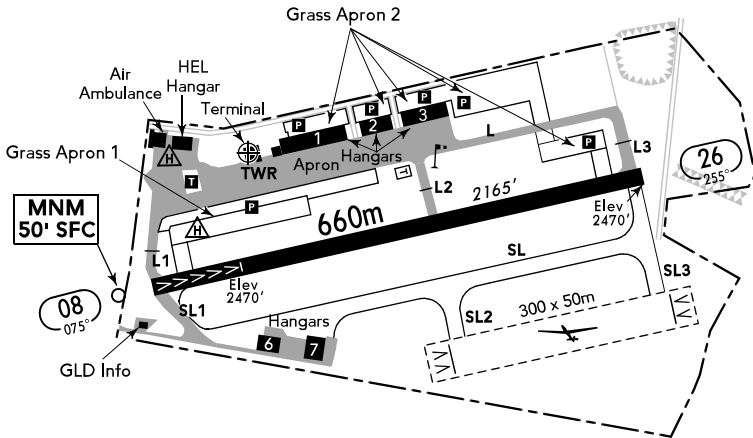 Grass Apron 2
Air
Ambulance
HEL
Hangar
Terminal
P
P
P
P
1
2
3
H
TWR
Apron
Hangars
L
P
L3
26
255°
Grass Apron 1
T
T
L2
2165'
P
660m
H
MNM
50' SFC
Elev
2470'
L1
Elev
2470'
SL
SL3
08
075°
SL1
300 x 50m
SL2
Hangars
6
7
GLD Info